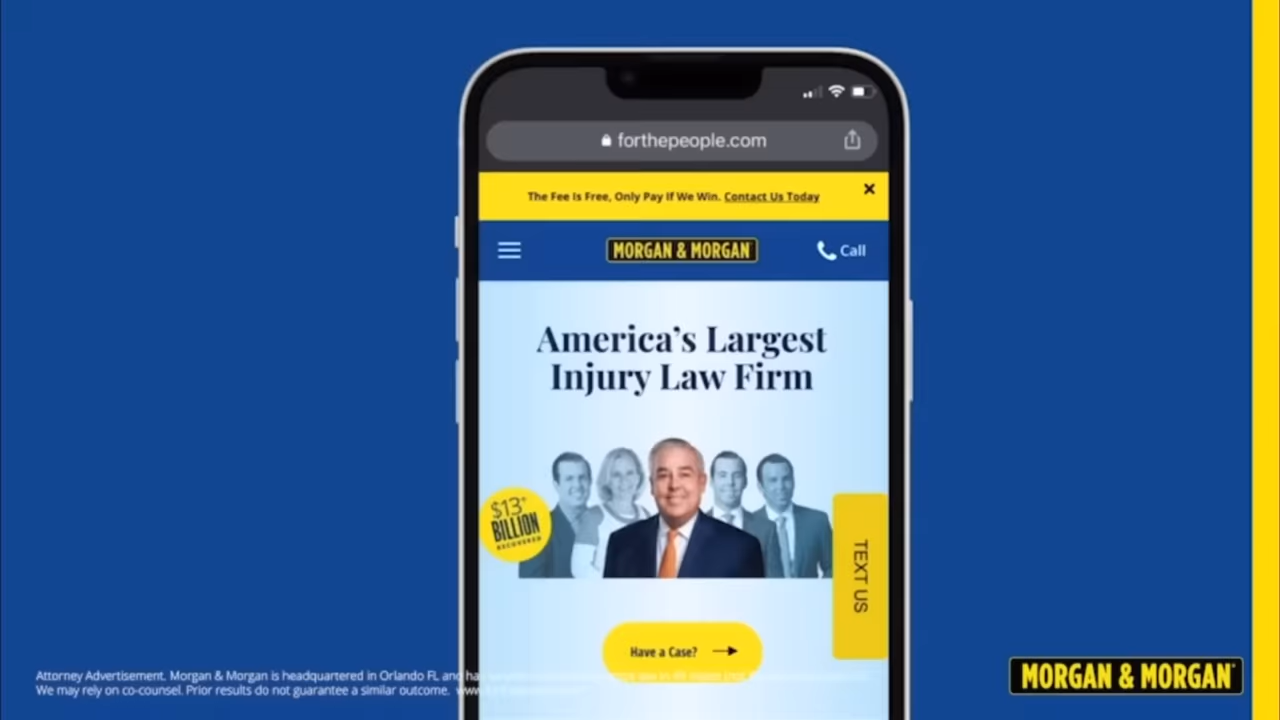 forthepeople.com
The Fee Is Free, Only Pay If We Win. Contact Us Today
MORGAN & MORGAN
Call
America's Largest
Injury Law Firm
$13+
BILLION
RECOVERED
TEXT US
Have a Case?
Attorney Advertisement. Morgan & Morgan is headquartered in Orlando FL and
We may rely on co-counsel. Prior results do not guarantee a similar outcome.
MORGAN & MORGAN